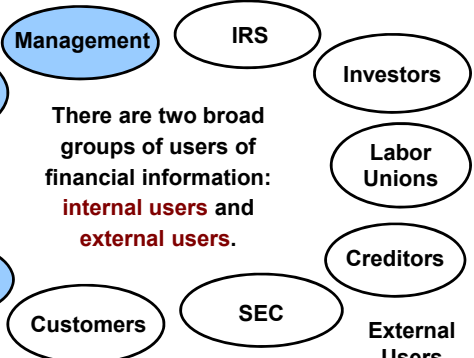 Management
IRS
Investors
There are two broad
groups of users of
financial information:
internal users and
external users.
Labor
Unions
Creditors
Customers
SEC
External
Users